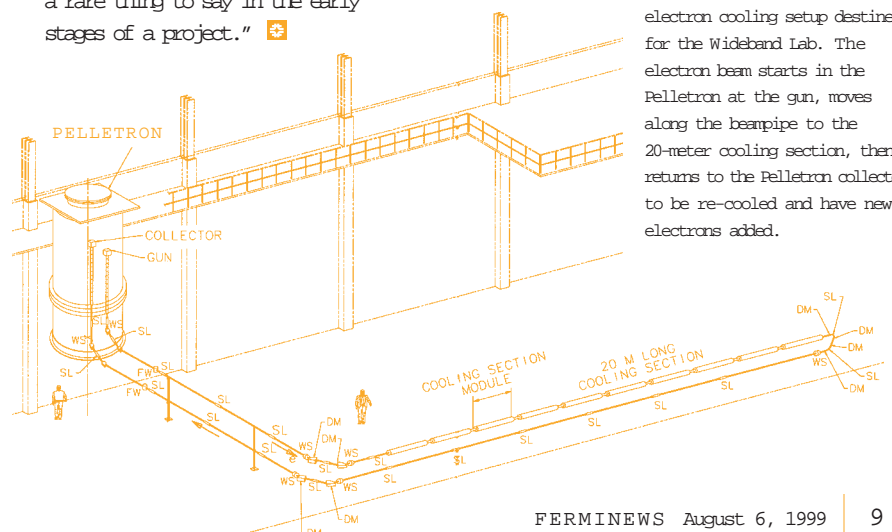 a rare thing to say in the early
stages of a project."
electron cooling setup destine
for the Wideband Lab. The
electron beam starts in the
Pelletron at the gun, moves
along the beampipe to the
20-meter cooling section, then
returns to the Pelletron collect
to be re-cooled and have new
electrons added.
PELLETRON
COLLECTOR
GUN
SL
WS
SL
WS
SL
FW
SL
FW
SL
SL
SL
SL
SL
WS
DM
DM
WS
SL
WS
SL
WS
SL
DM
DM
COOLING SECTION
MODULE
20 M LONG
COOLING SECTION
SL
SL
SL
SL
SL
DM
DM
DM
WS
SL
DM
FERMINEWS August 6, 1999 9